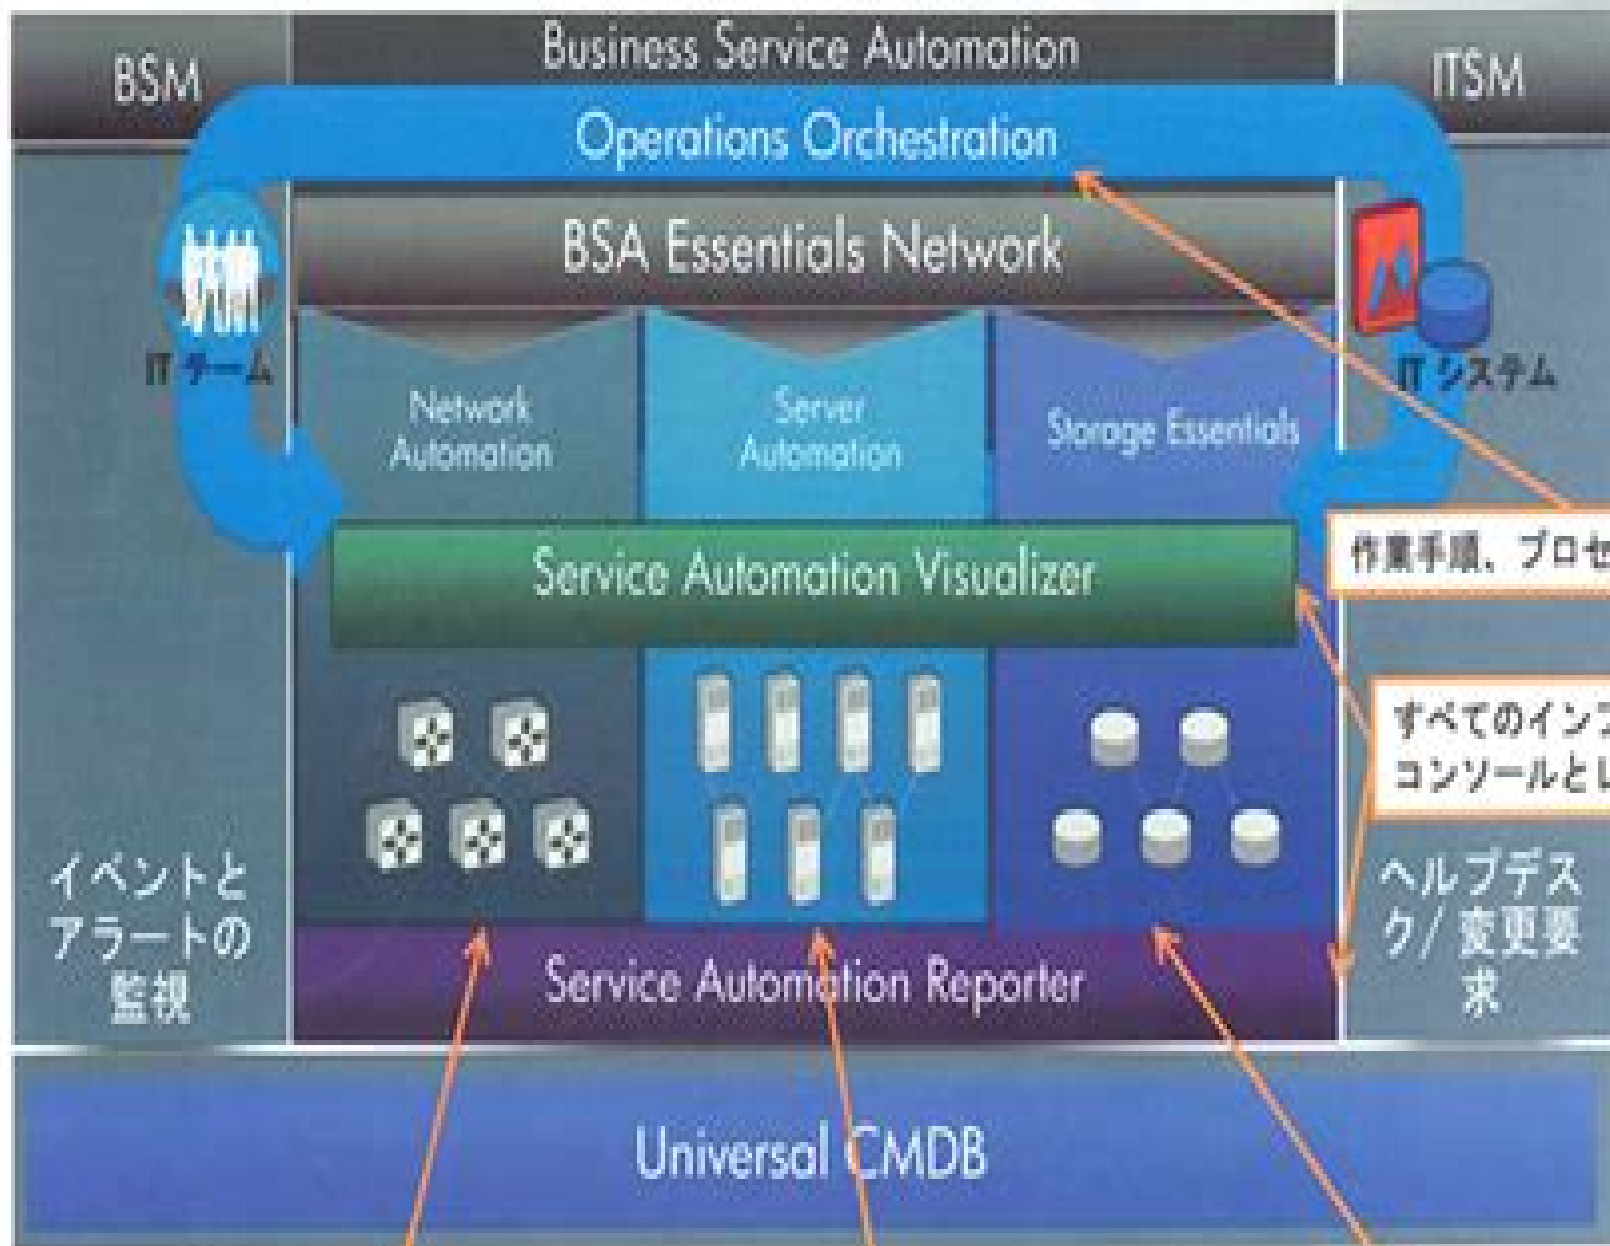 BSM
Business Service Automation
ITSM
Operations Orchestration
BSA Essentials Network
IT チーム
IT システム
Network
Automation
Server
Automation
Storage Essentials
作業手順、プロセ
Service Automation Visualizer
すべてのインフ
コンソールとし
イベントと
アラートの
監視
ヘルプデス
ク/ 変更要
求
Service Automation Reporter
Universal CMDB